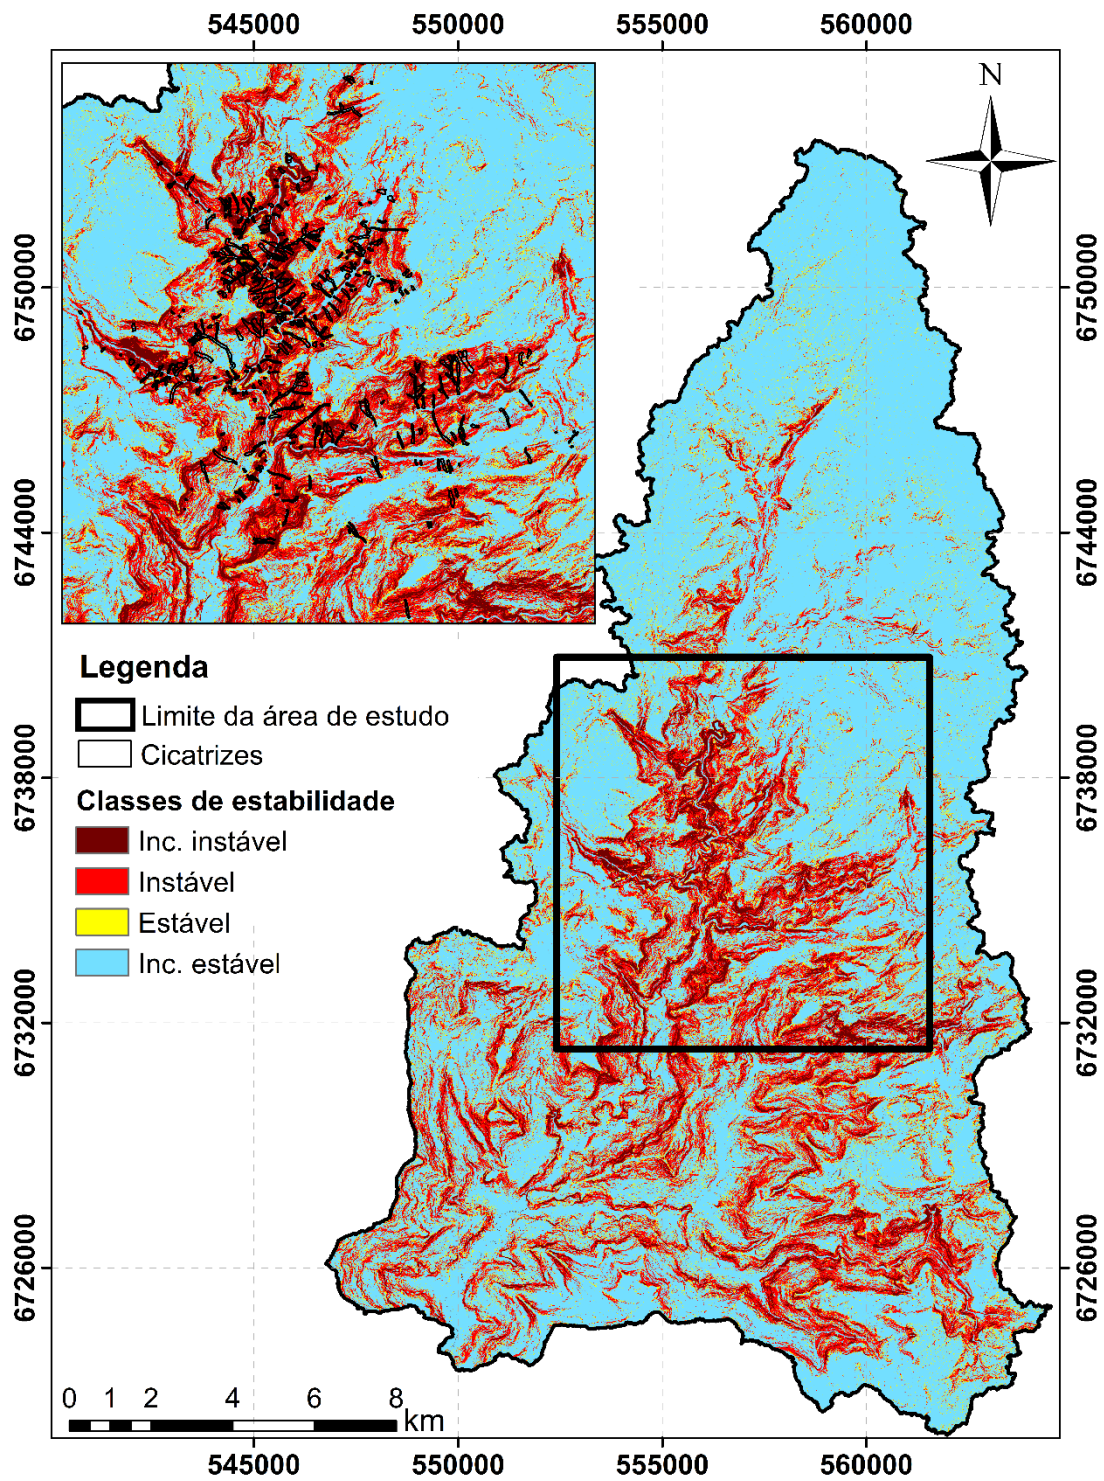 545000 550000 555000 560000
N
6750000
6744000
6738000
6732000
6726000
6750000
6744000
6738000
6732000
6726000
Legenda
Limite da área de estudo
Cicatrizes
Classes de estabilidade
Inc. instável
Instável
Estável
Inc. estável
0 1 2 4 6 8
km
545000 550000 555000 560000